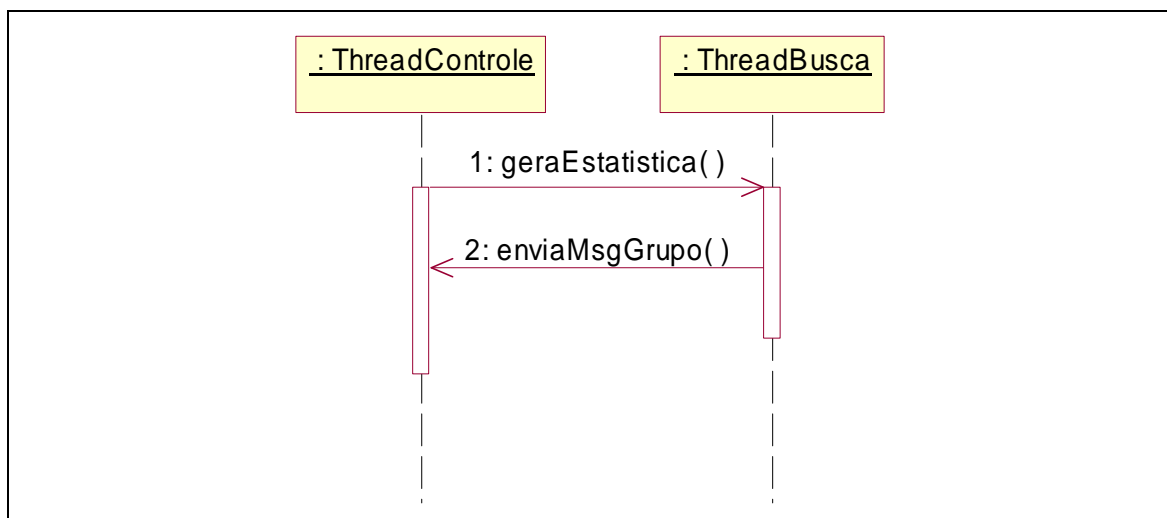 : ThreadControle
: ThreadBusca
1: geraEstatistica( )
2: enviaMsgGrupo( )